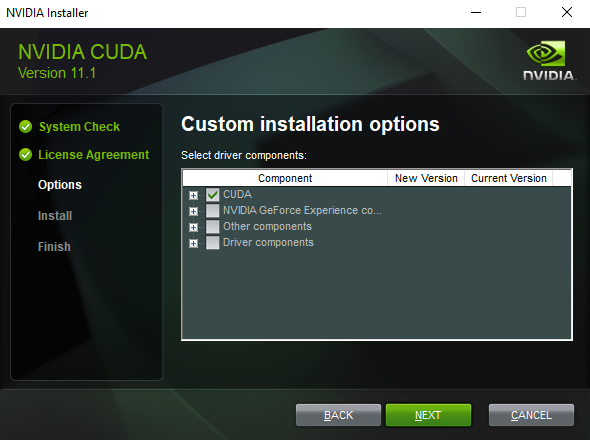 NVIDIA Installer
NVIDIA CUDA
Version 11.1
NVIDIA.
System Check
License Agreement
Options
Install
Finish
Custom installation options
Select driver components:
Component New Version Current Version
CUDA
NVIDIA GeForce Experience co...
Other components
Driver components
BACK NEXT CANCEL